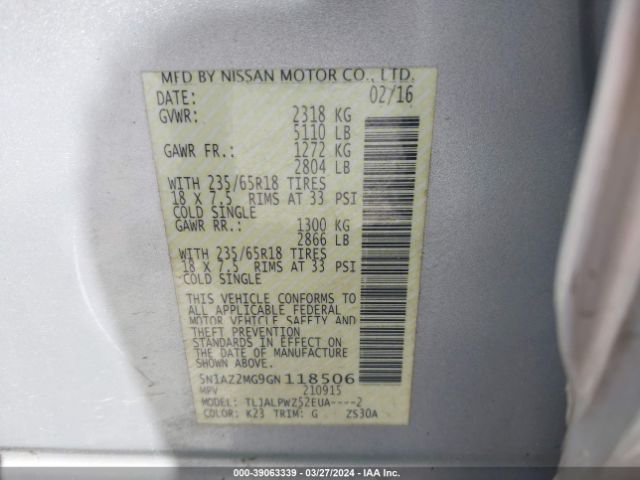 MFD BY NISSAN MOTOR CO., LTD.
DATE: 02/16
GVWR: 2318 KG
5110 LB
GAWR FR.: 1272 KG
2804 LB
WITH 235/65R18 TIRES
18 X 7.5 RIMS AT 33 PSI
COLD SINGLE
GAWR RR.: 1300 KG
2866 LB
WITH 235/65R18 TIRES
18 X 7.5 RIMS AT 33 PSI
COLD SINGLE
THIS VEHICLE CONFORMS TO
ALL APPLICABLE FEDERAL
MOTOR VEHICLE SAFETY AND
THEFT PREVENTION
STANDARDS IN EFFECT ON THE
DATE OF MANUFACTURE
SHOWN ABOVE.
5N1AZ2MG9GN118506
MPV 210915
MODEL: TLJALPWZ52EUA----2
COLOR: K23 TRIM: G ZS30A
000-39063339 - 03/27/2024 - IAA Inc.